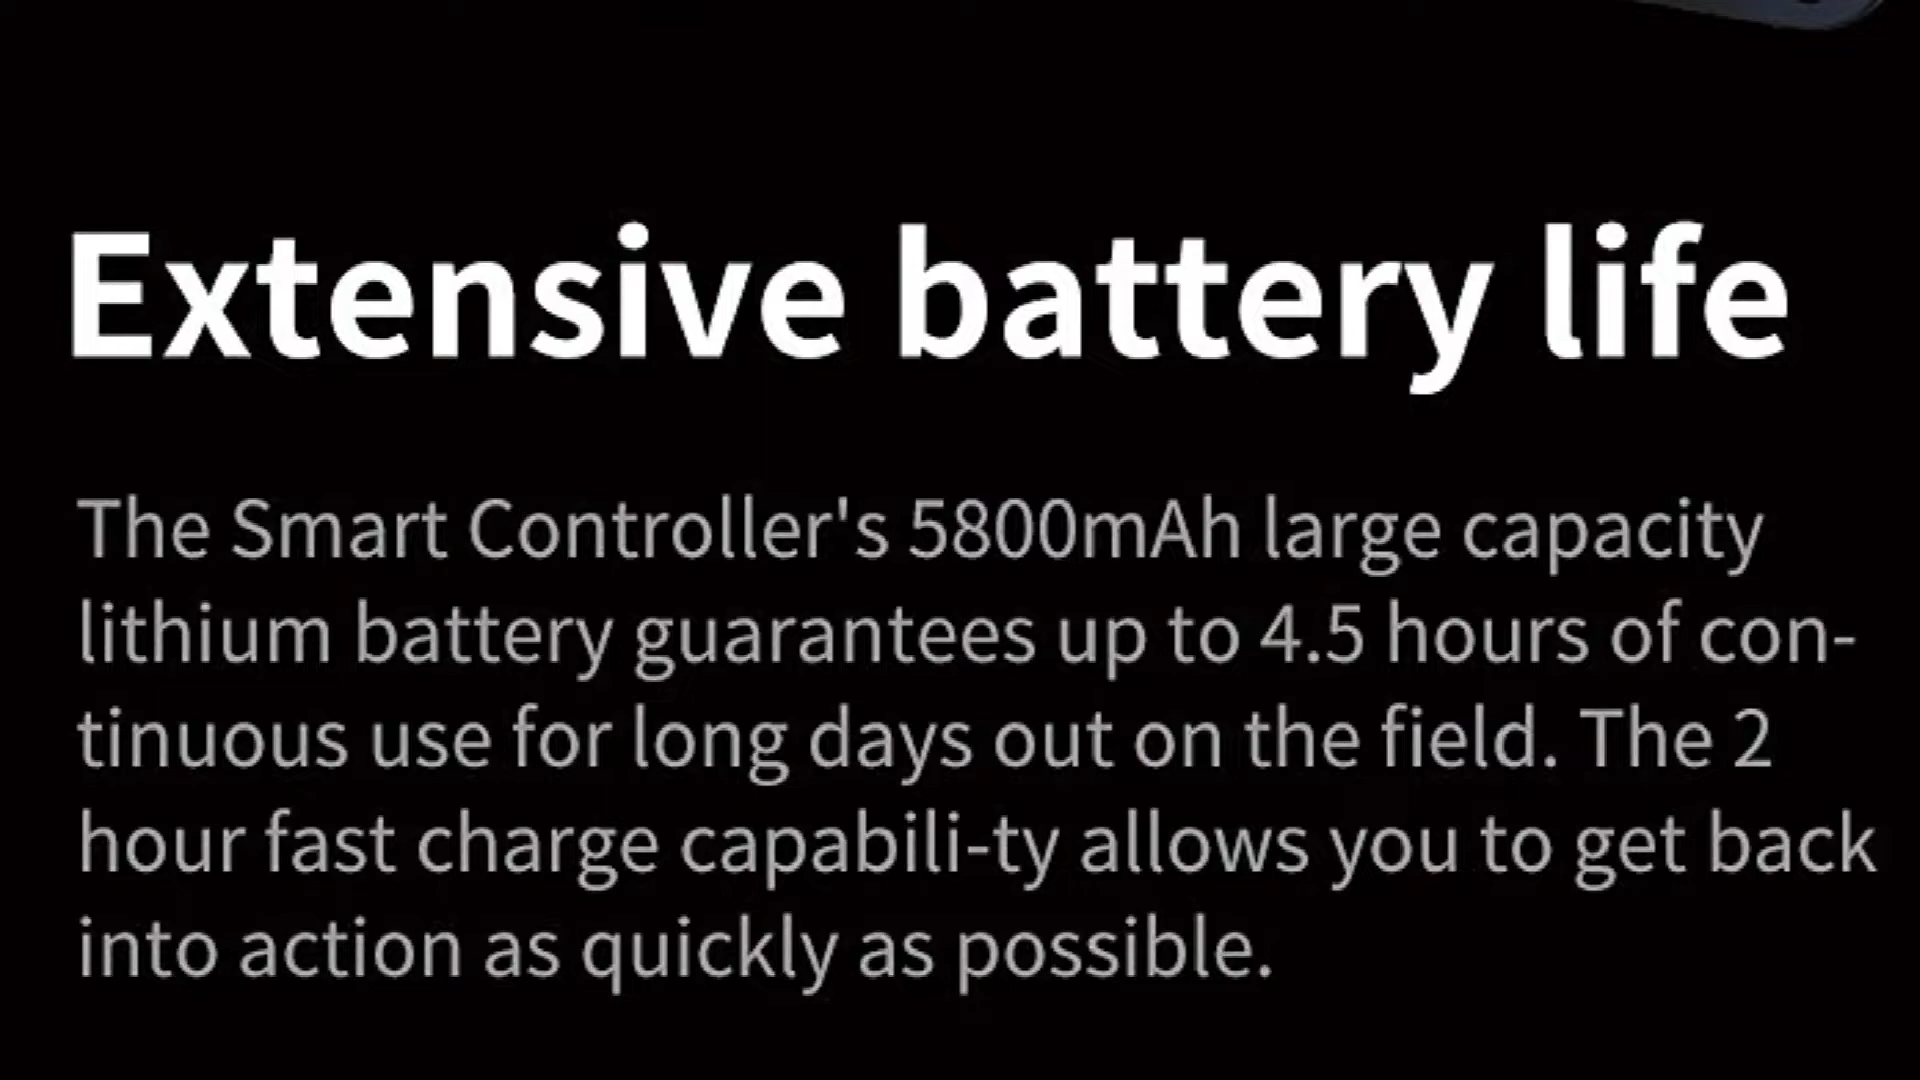 Extensive battery life
The Smart Controller's 5800mAh large capacity
lithium battery guarantees up to 4.5 hours of con-
tinuous use for long days out on the field. The 2
hour fast charge capabili-ty allows you to get back
into action as quickly as possible.